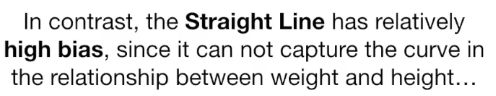 In contrast, the Straight Line has relatively
high bias, since it can not capture the curve in
the relationship between weight and height…